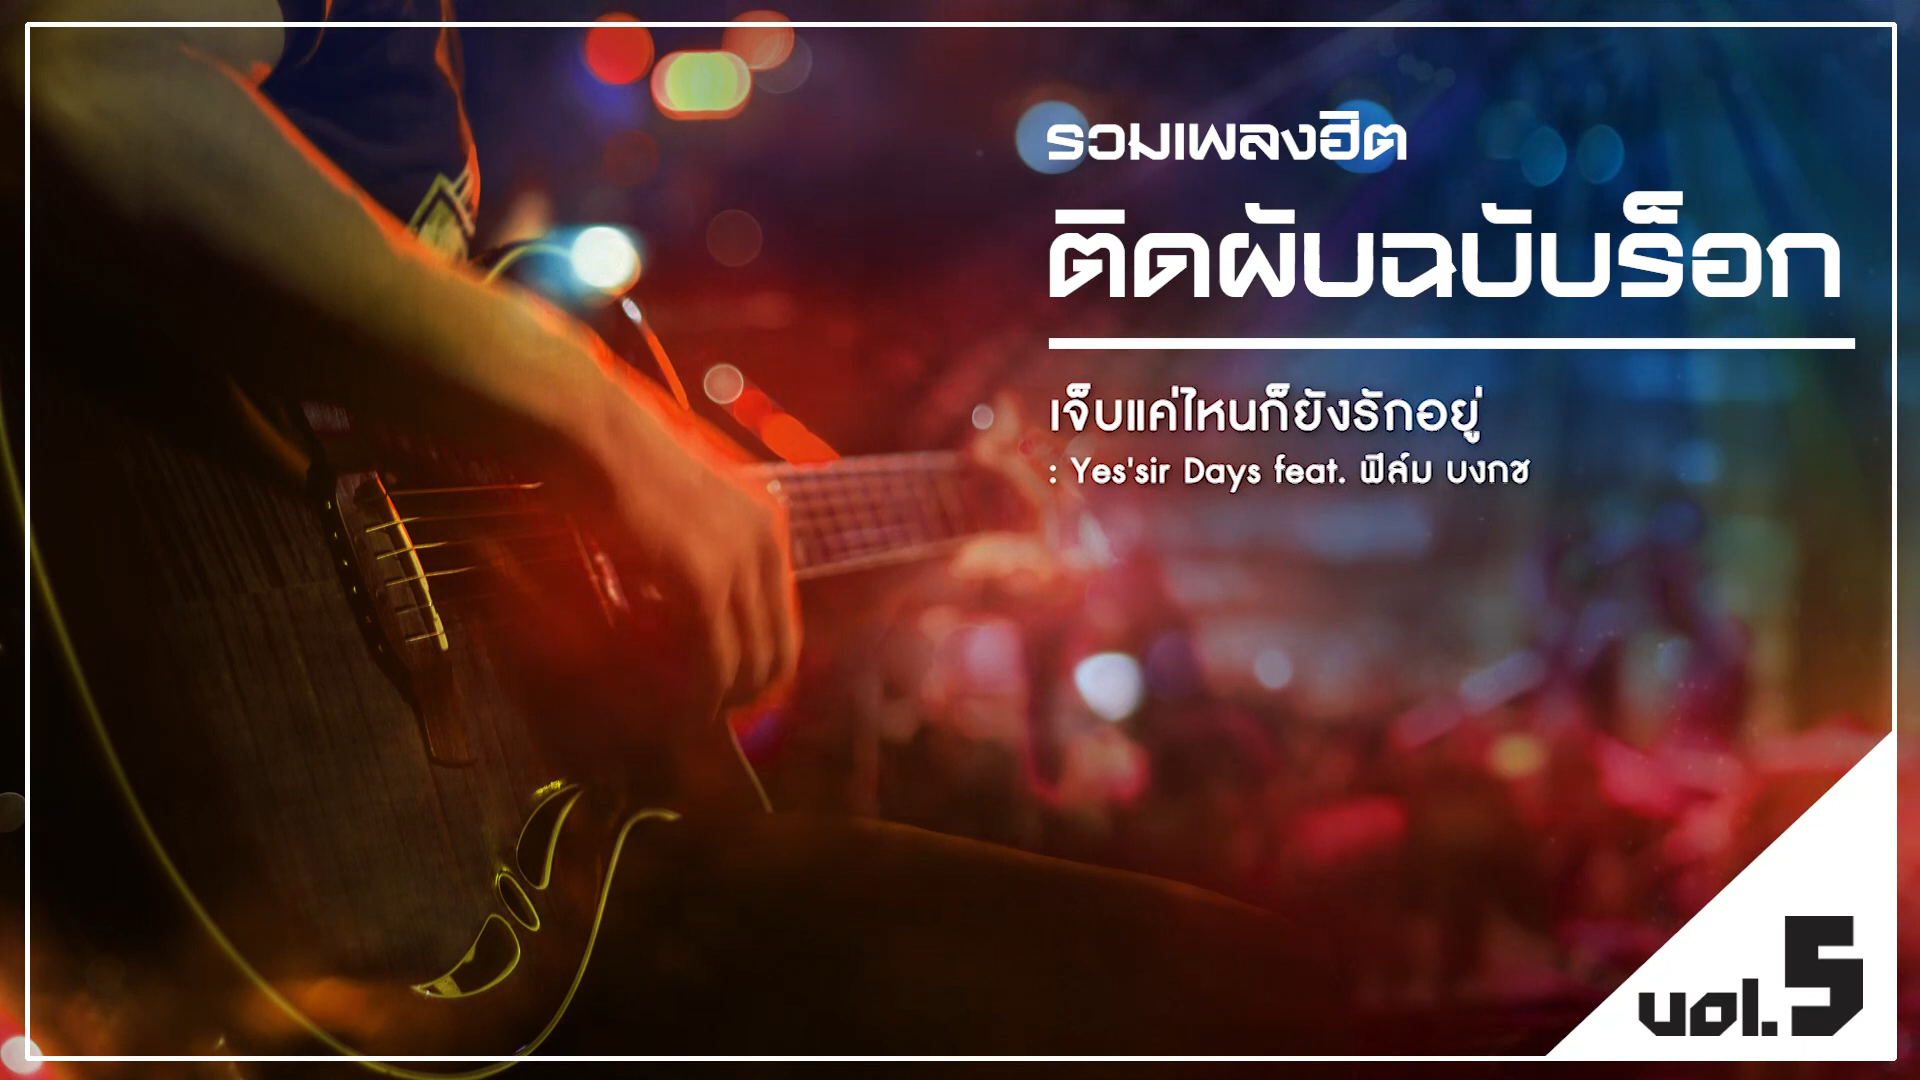 รวมเพลงฮิต
ติดผับฉบับร็อก
เจ็บแค่ไหนก็ยังรักอยู่
: Yes'sir Days feat. ฟิล์ม บงกช
vol.5